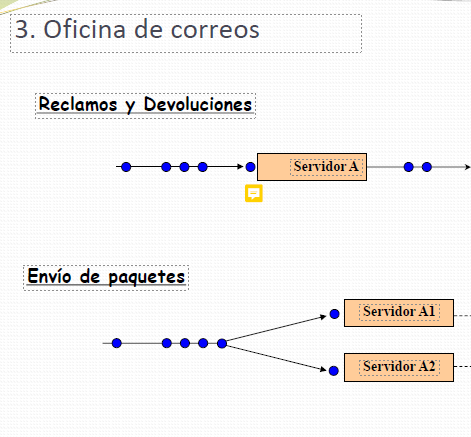 3. Oficina de correos
Reclamos y Devoluciones
Servidor A
Envío de paquetes
Servidor A1
Servidor A2